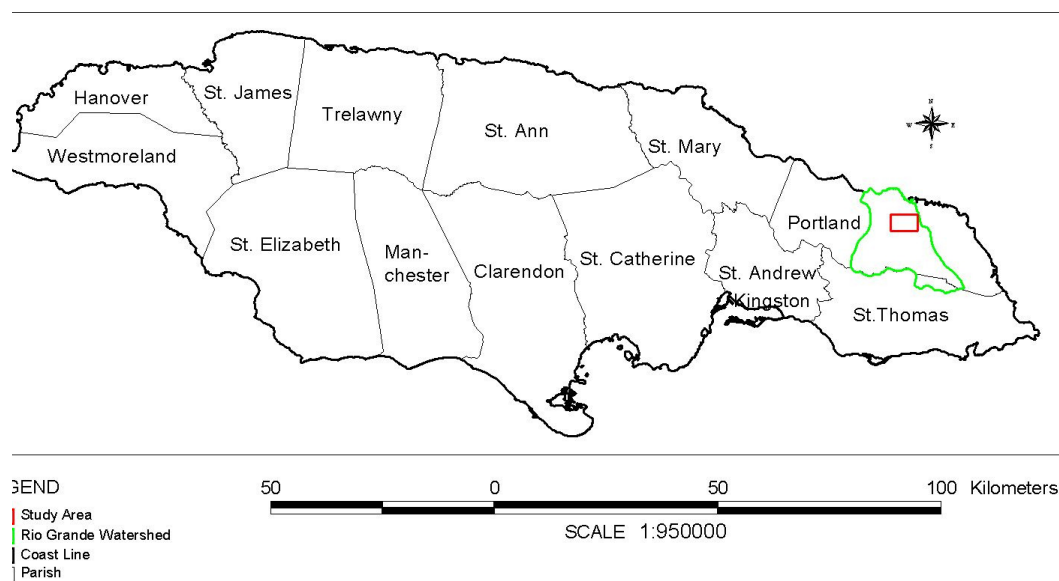 Hanover
St. James
Trelawny
St. Ann
St. Mary
Westmoreland
Portland
St. Elizabeth
Man-
chester
Clarendon
St. Catherine
St. Andrew
Kingston
St.Thomas
N
W E
S
GEND
Study Area
Rio Grande Watershed
Coast Line
Parish
50 0 50 100 Kilometers
SCALE 1:950000